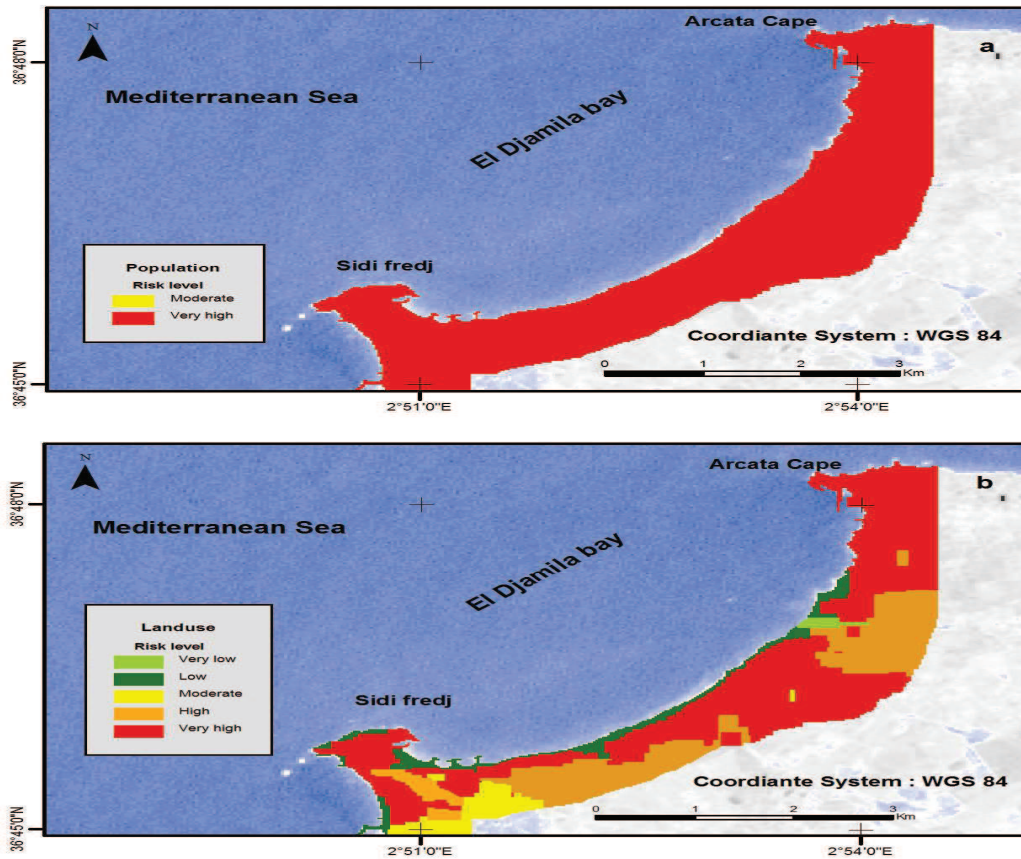 N
Arcata Cape
a
36°48'0"N
Mediterranean Sea
El Djamila bay
Population
Risk level
Moderate
Very high
Sidi fredj
Coordiante System : WGS 84
0 1 2 3
Km
36°45'0"N
2°51'0"E 2°54'0"E
N
Arcata Cape
b
36°48'0"N
Mediterranean Sea
El Djamila bay
Landuse
Risk level
Very low
Low
Moderate
High
Very high
Sidi fredj
Coordiante System : WGS 84
0 1 2 3
Km
36°45'0"N
2°51'0"E 2°54'0"E